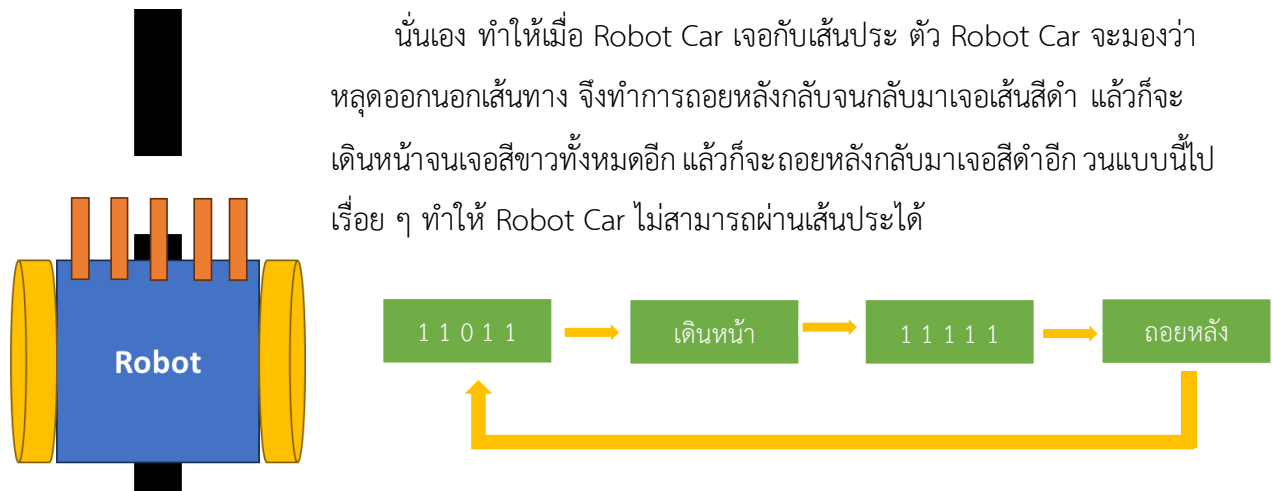 นั่นเอง ทำให้เมื่อ Robot Car เจอกับเส้นประ ตัว Robot Car จะมองว่า
หลุดออกนอกเส้นทาง จึงทำการถอยหลังกลับจนกลับมาเจอเส้นสีดำ แล้วก็จะ
เดินหน้าจนเจอสีขาวทั้งหมดอีก แล้วก็จะถอยหลังกลับมาเจอสีดำอีก วนแบบนี้ไป
เรื่อย ๆ ทำให้ Robot Car ไม่สามารถผ่านเส้นประได้
1 1 0 1 1
เดินหน้า
1 1 1 1 1
ถอยหลัง
Robot